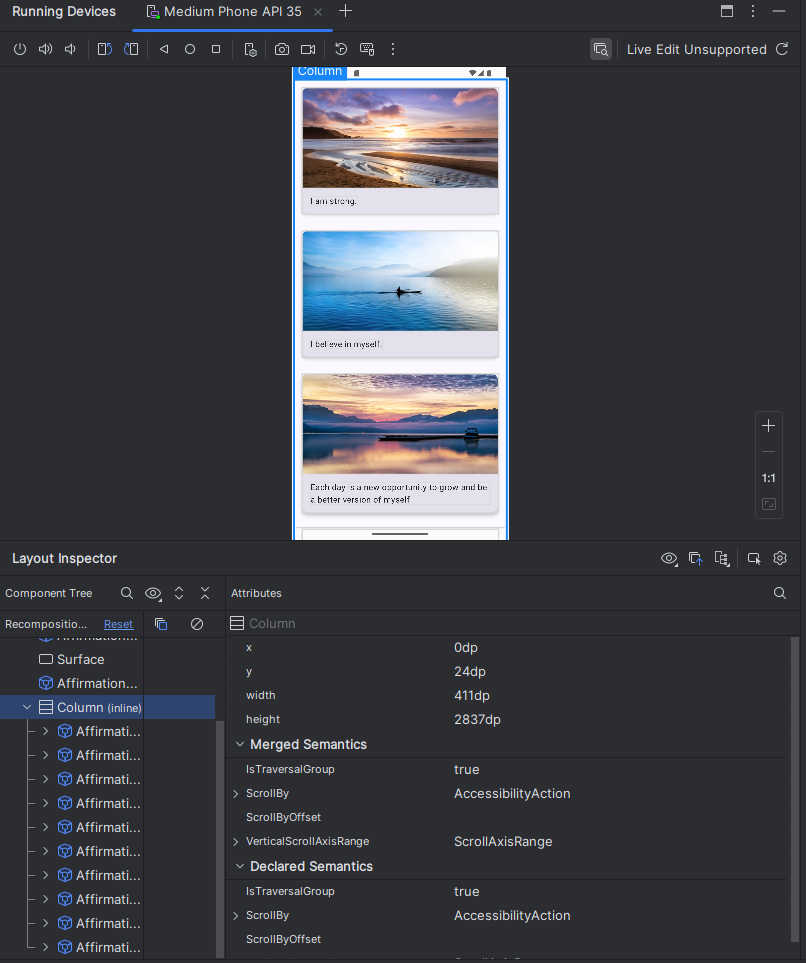 Running Devices
Medium Phone API 35
Live Edit Unsupported
Column
I am strong.
I believe in myself.
Each day is a new opportunity to grow and be
a better version of myself.
1:1
Layout Inspector
Component Tree
Attributes
Recompositio...
Reset
Column
Affirmation...
Surface
Affirmation...
Column (inline)
Affirmati...
Affirmati...
Affirmati...
Affirmati...
Affirmati...
Affirmati...
Affirmati...
Affirmati...
Affirmati...
Affirmati...
x 0dp
y 24dp
width 411dp
height 2837dp
Merged Semantics
IsTraversalGroup true
ScrollBy AccessibilityAction
ScrollByOffset
VerticalScrollAxisRange ScrollAxisRange
Declared Semantics
IsTraversalGroup true
ScrollBy AccessibilityAction
ScrollByOffset